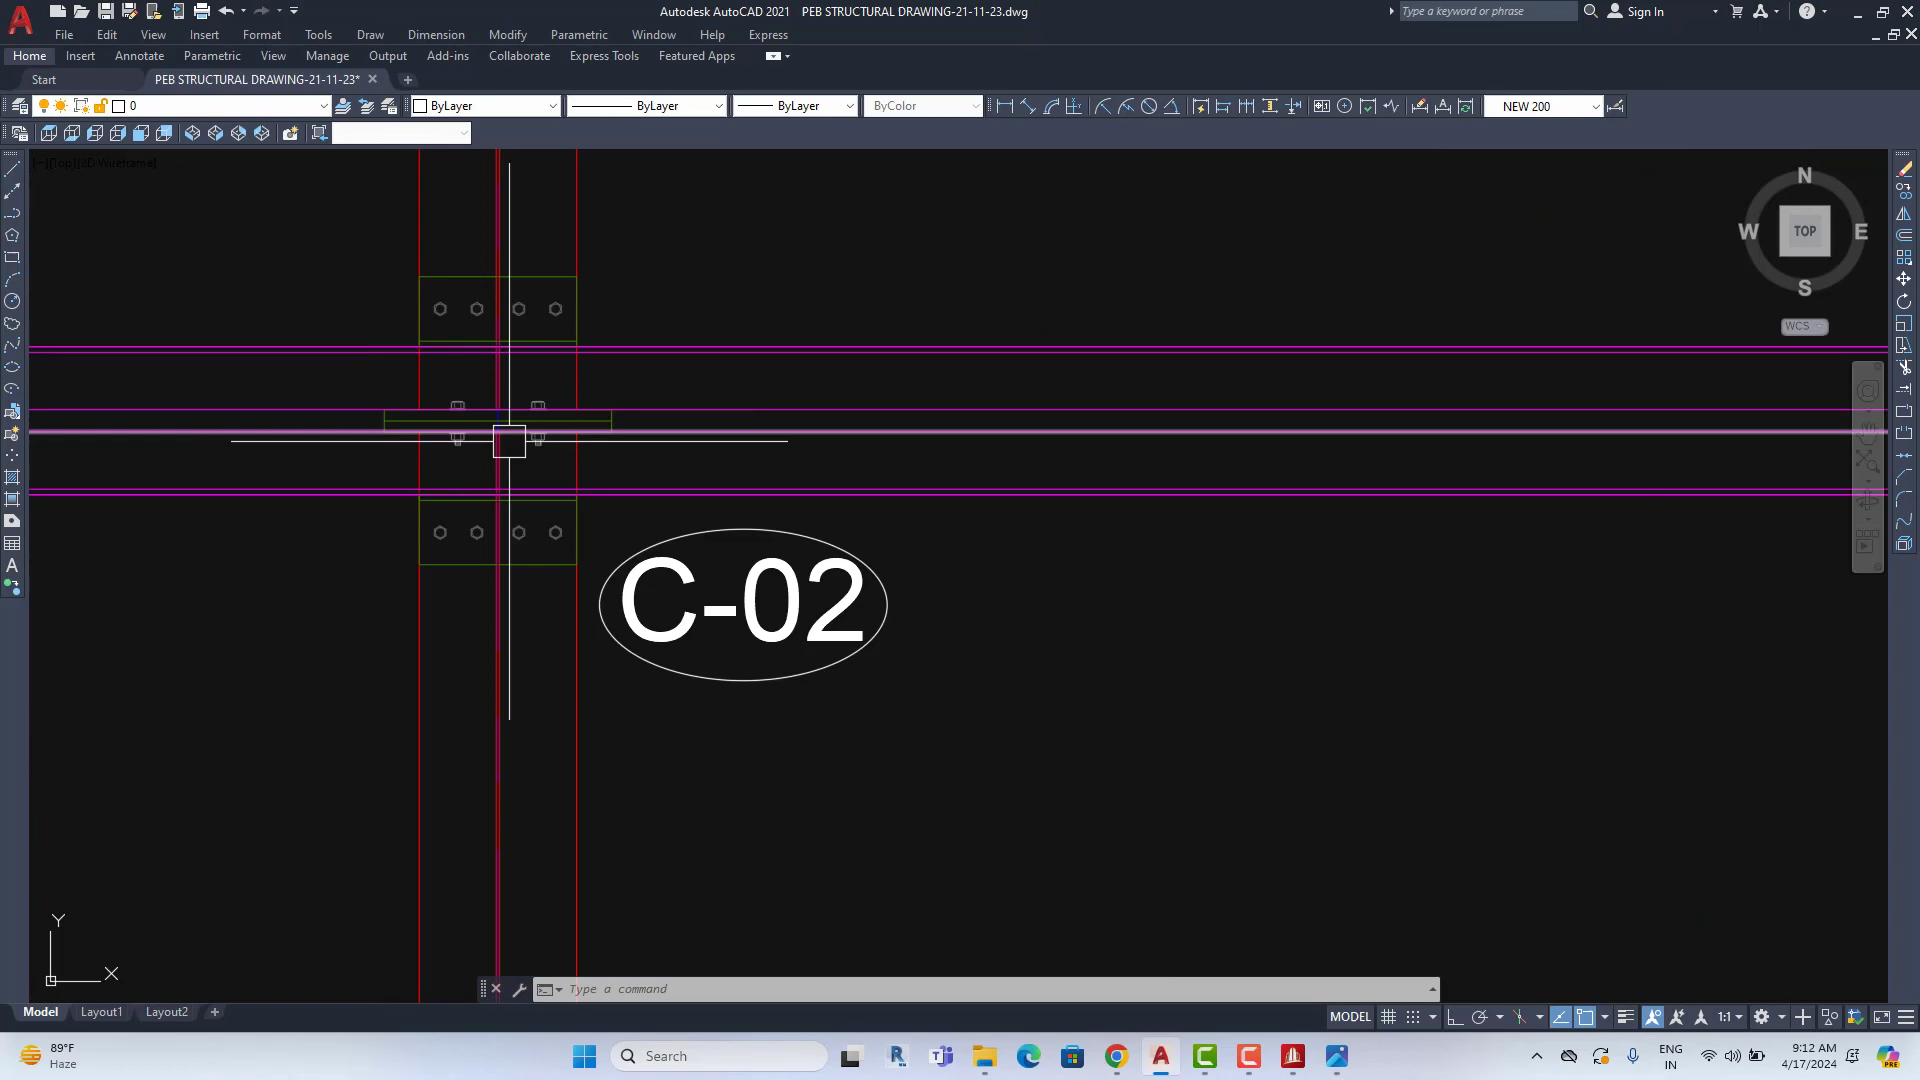 Autodesk AutoCAD 2021 PEB STRUCTURAL DRAWING-21-11-23.dwg
Type a keyword or phrase
Sign In
File Edit View Insert Format Tools Draw Dimension Modify Parametric Window Help Express
Home Insert Annotate Parametric View Manage Output Add-ins Collaborate Express Tools Featured Apps
Start PEB STRUCTURAL DRAWING-21-11-23*
0 ByLayer ByLayer ByLayer ByColor NEW 200
[−][Top][2D Wireframe]
N
W TOP E
S
WCS
C-02
Y
X
Type a command
Model Layout1 Layout2 +
MODEL 1:1
89°F
Haze
Search
ENG
IN
9:12 AM
4/17/2024
PRE